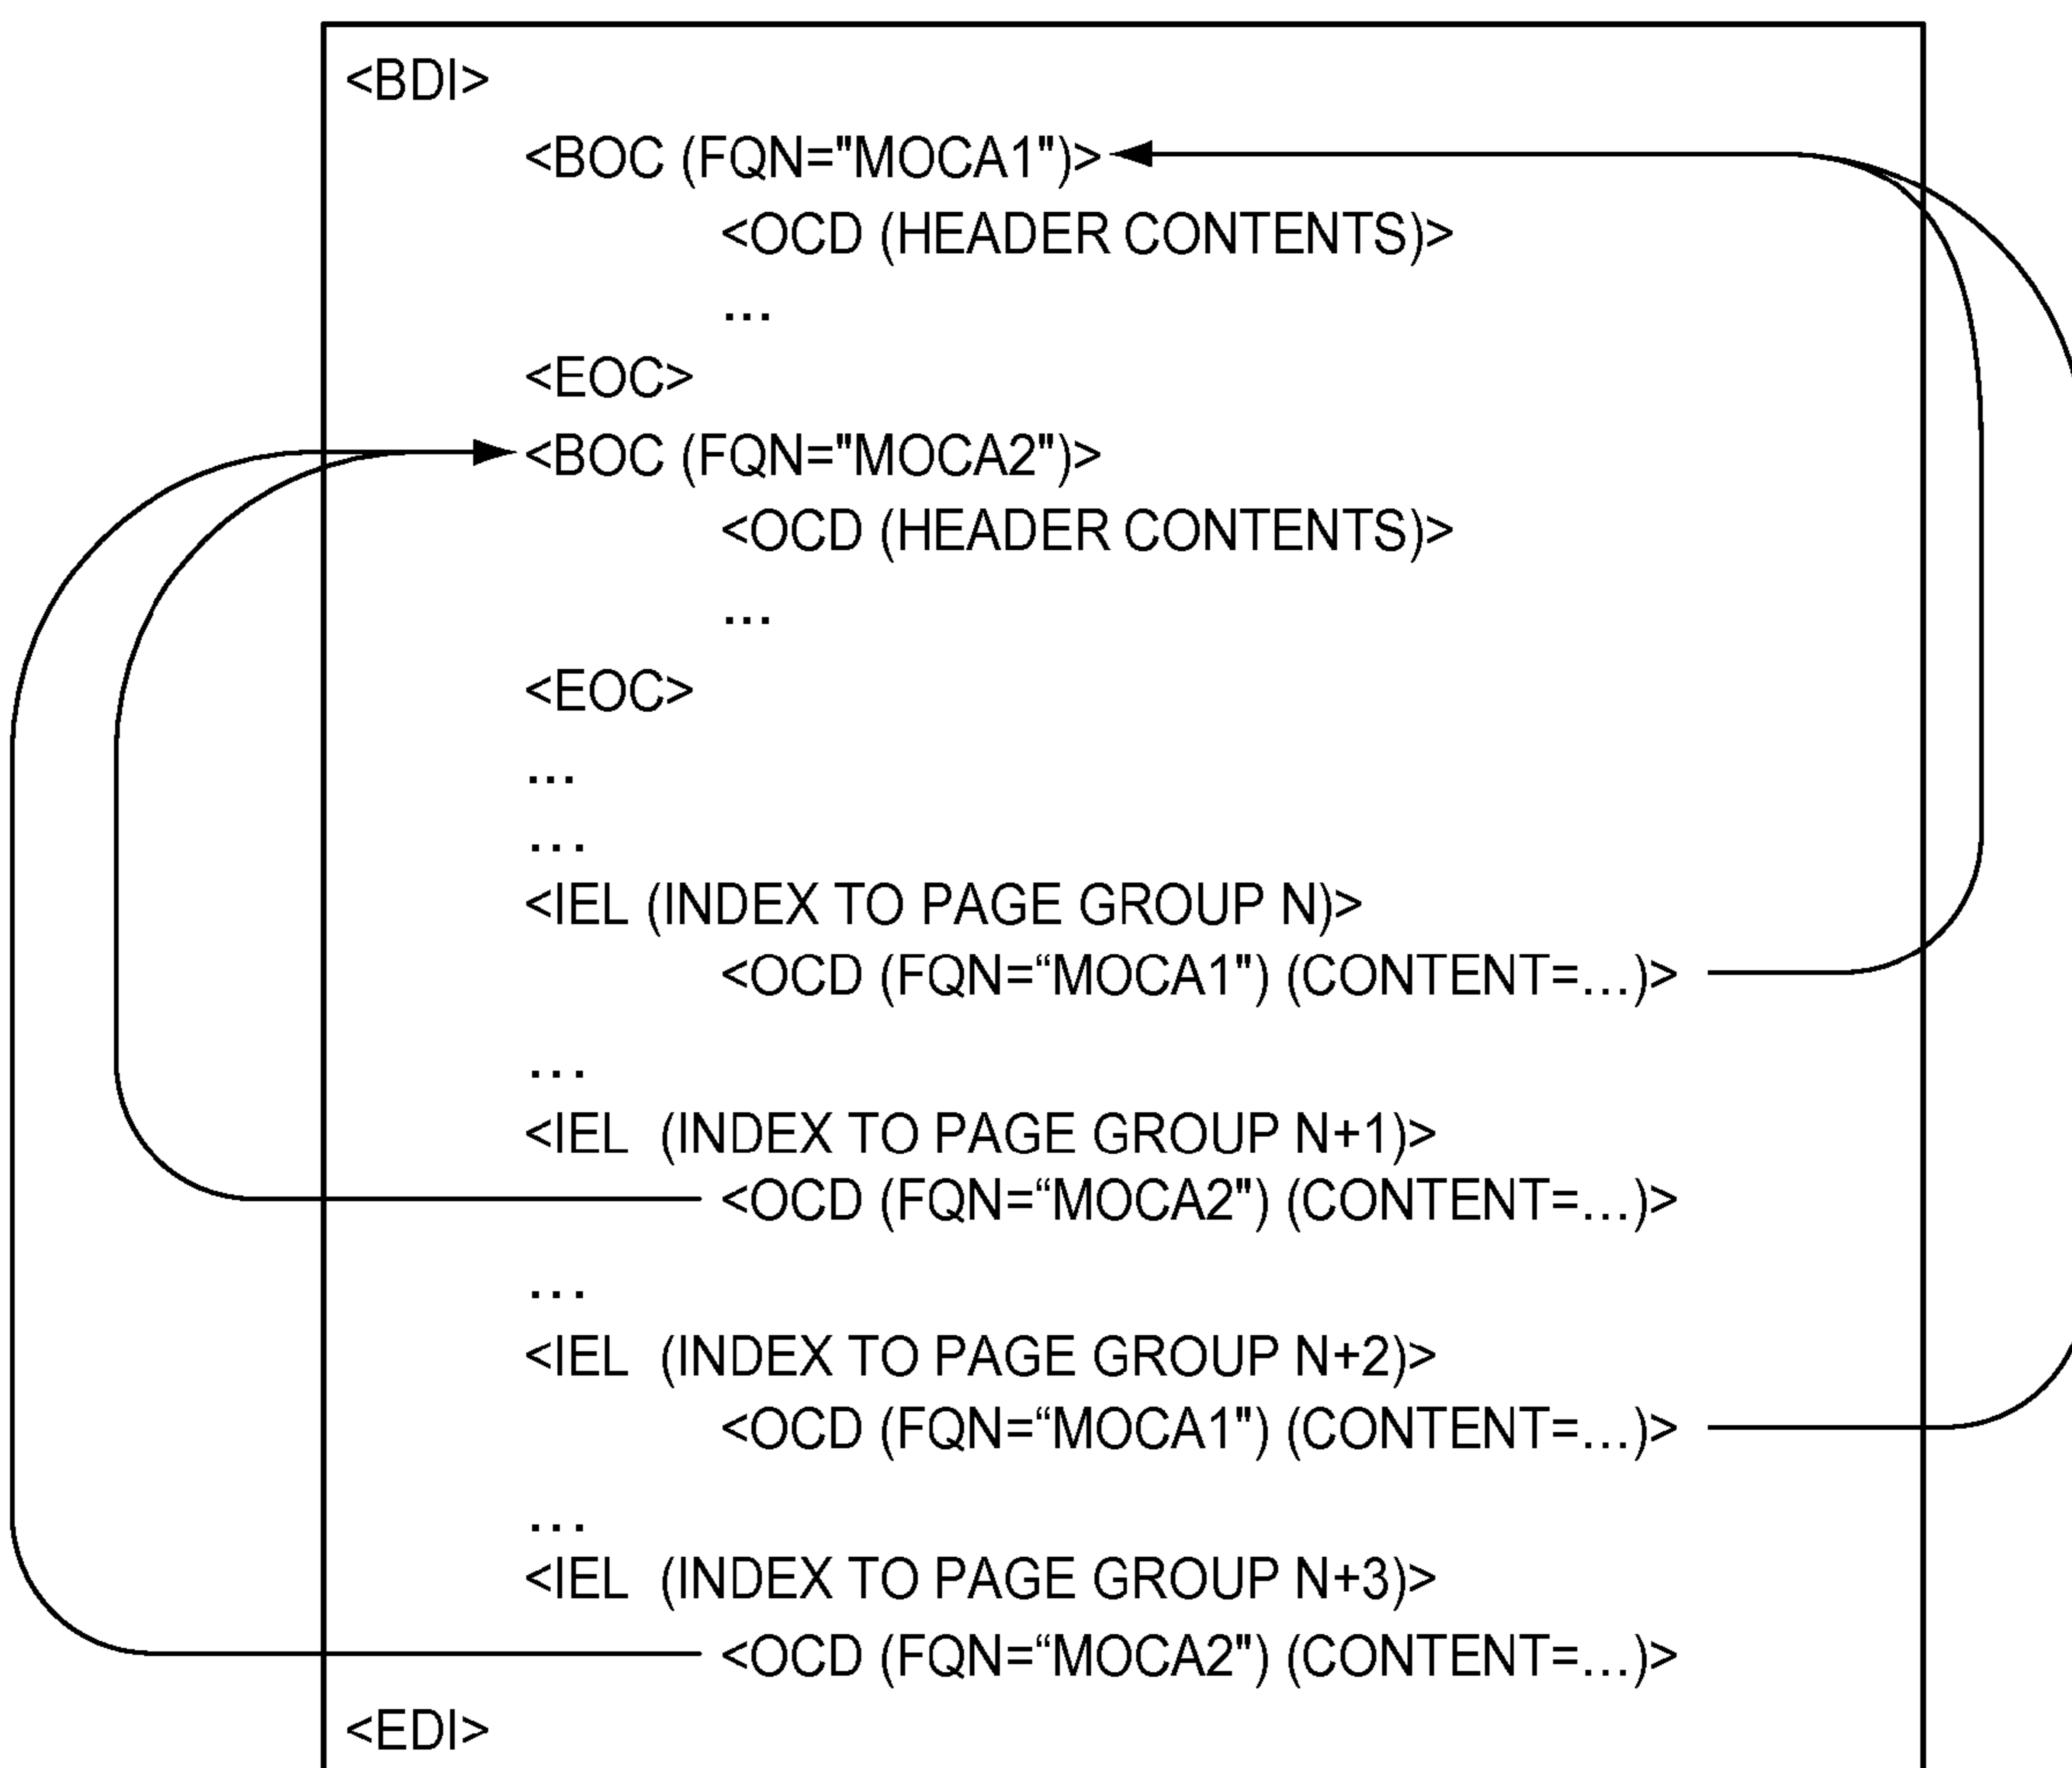 <BDI>
<BOC (FQN="MOCA1")>
<OCD (HEADER CONTENTS)>
...
<EOC>
<BOC (FQN="MOCA2")>
<OCD (HEADER CONTENTS)>
...
<EOC>
...
...
<IEL (INDEX TO PAGE GROUP N)>
<OCD (FQN=“MOCA1") (CONTENT=...)>
...
<IEL (INDEX TO PAGE GROUP N+1)>
<OCD (FQN=“MOCA2") (CONTENT=...)>
...
<IEL (INDEX TO PAGE GROUP N+2)>
<OCD (FQN=“MOCA1") (CONTENT=...)>
...
<IEL (INDEX TO PAGE GROUP N+3)>
<OCD (FQN=“MOCA2") (CONTENT=...)>
<EDI>